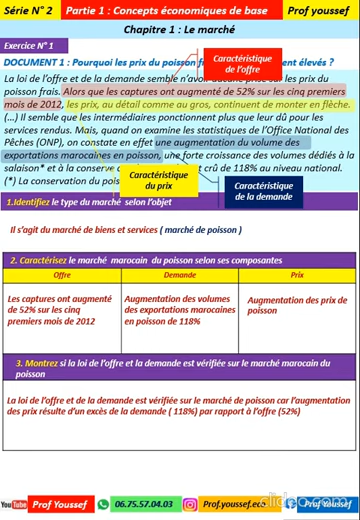 Série N° 2
Partie 1 : Concepts économiques de base
Prof youssef
Chapitre 1 : Le marché
Exercice N° 1
DOCUMENT 1 : Pourquoi les prix du poisson f ent élevés ?
Caractéristique
de l'offre
La loi de l'offre et de la demande semble n'avoir aucune prise sur les prix du
poisson frais. Alors que les captures ont augmenté de 52% sur les cinq premiers
mois de 2012, les prix, au détail comme au gros, continuent de monter en flèche.
(…) Il semble que les intermédiaires ponctionnent plus que leur dû pour les
services rendus. Mais, quand on examine les statistiques de l'Office National des
Pêches (ONP), on constate en effet une augmentation du volume des
exportations marocaines en poisson, une forte croissance des volumes dédiés à la
salaison* et à la conserve crû de 118% au niveau national.
(*) La conservation du pois
Caractéristique
du prix
Caractéristique
de la demande
1.Identifiez le type du marché selon l'objet
Il s'agit du marché de biens et services ( marché de poisson )
2. Caractérisez le marché marocain du poisson selon ses composantes
Offre Demande Prix
Les captures ont augmenté
de 52% sur les cinq
premiers mois de 2012
Augmentation des volumes
des exportations marocaines
en poisson de 118%
Augmentation des prix de
poisson
3. Montrez si la loi de l'offre et la demande est vérifiée sur le marché marocain du
poisson
La loi de l'offre et de la demande est vérifiée sur le marché de poisson car l'augmentation
des prix résulte d'un excès de la demande ( 118%) par rapport à l'offre (52%)
YouTube Prof Youssef 06.75.57.04.03 Prof.youssef.eco Prof Youssef